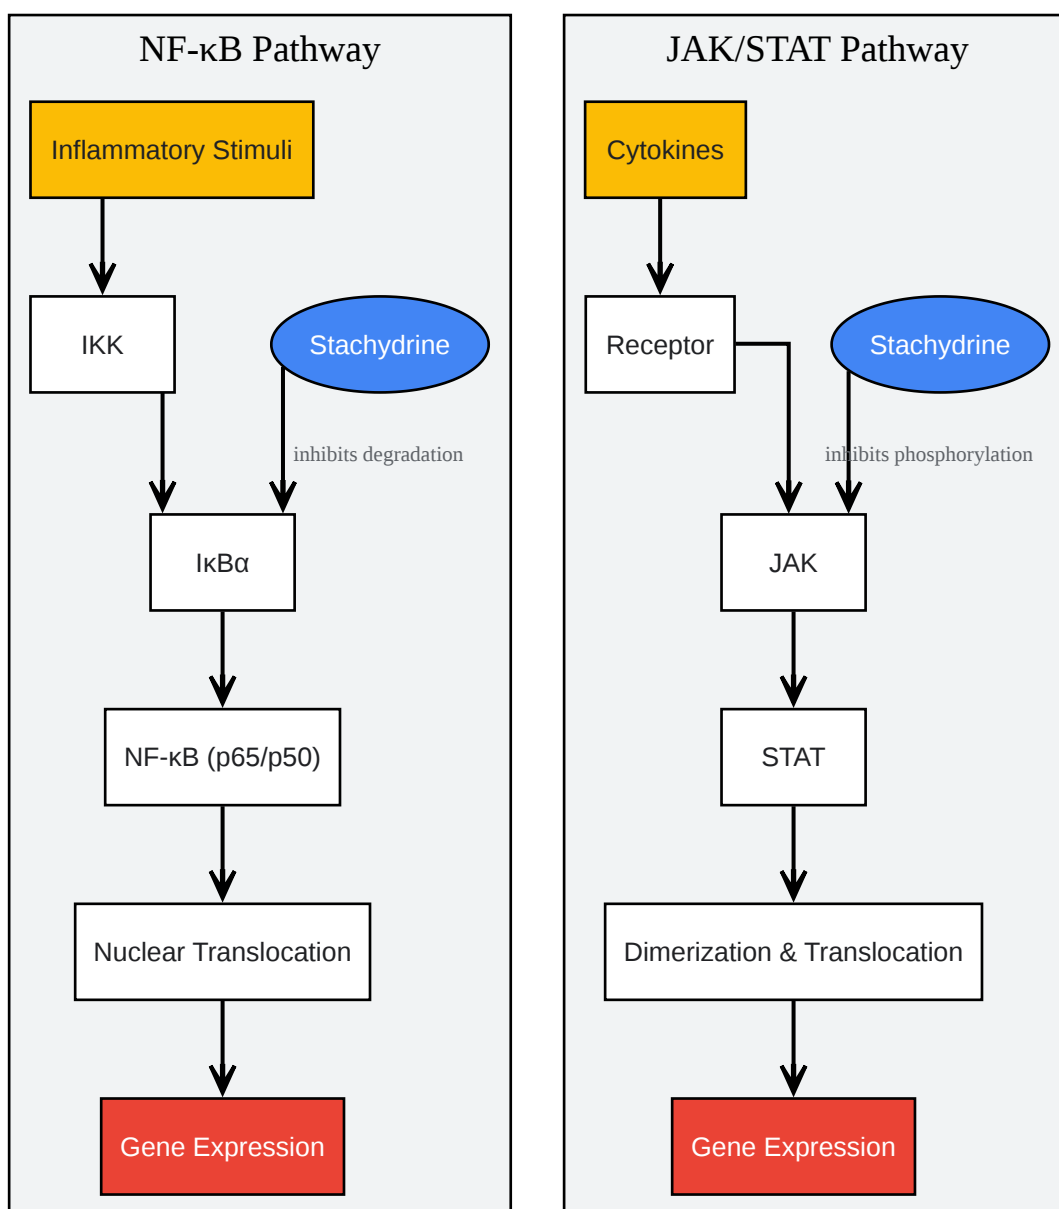 NF-κB Pathway
Inflammatory Stimuli
IKK
Stachydrine
inhibits degradation
IκBα
NF-κB (p65/p50)
Nuclear Translocation
Gene Expression
JAK/STAT Pathway
Cytokines
Receptor
Stachydrine
inhibits phosphorylation
JAK
STAT
Dimerization & Translocation
Gene Expression